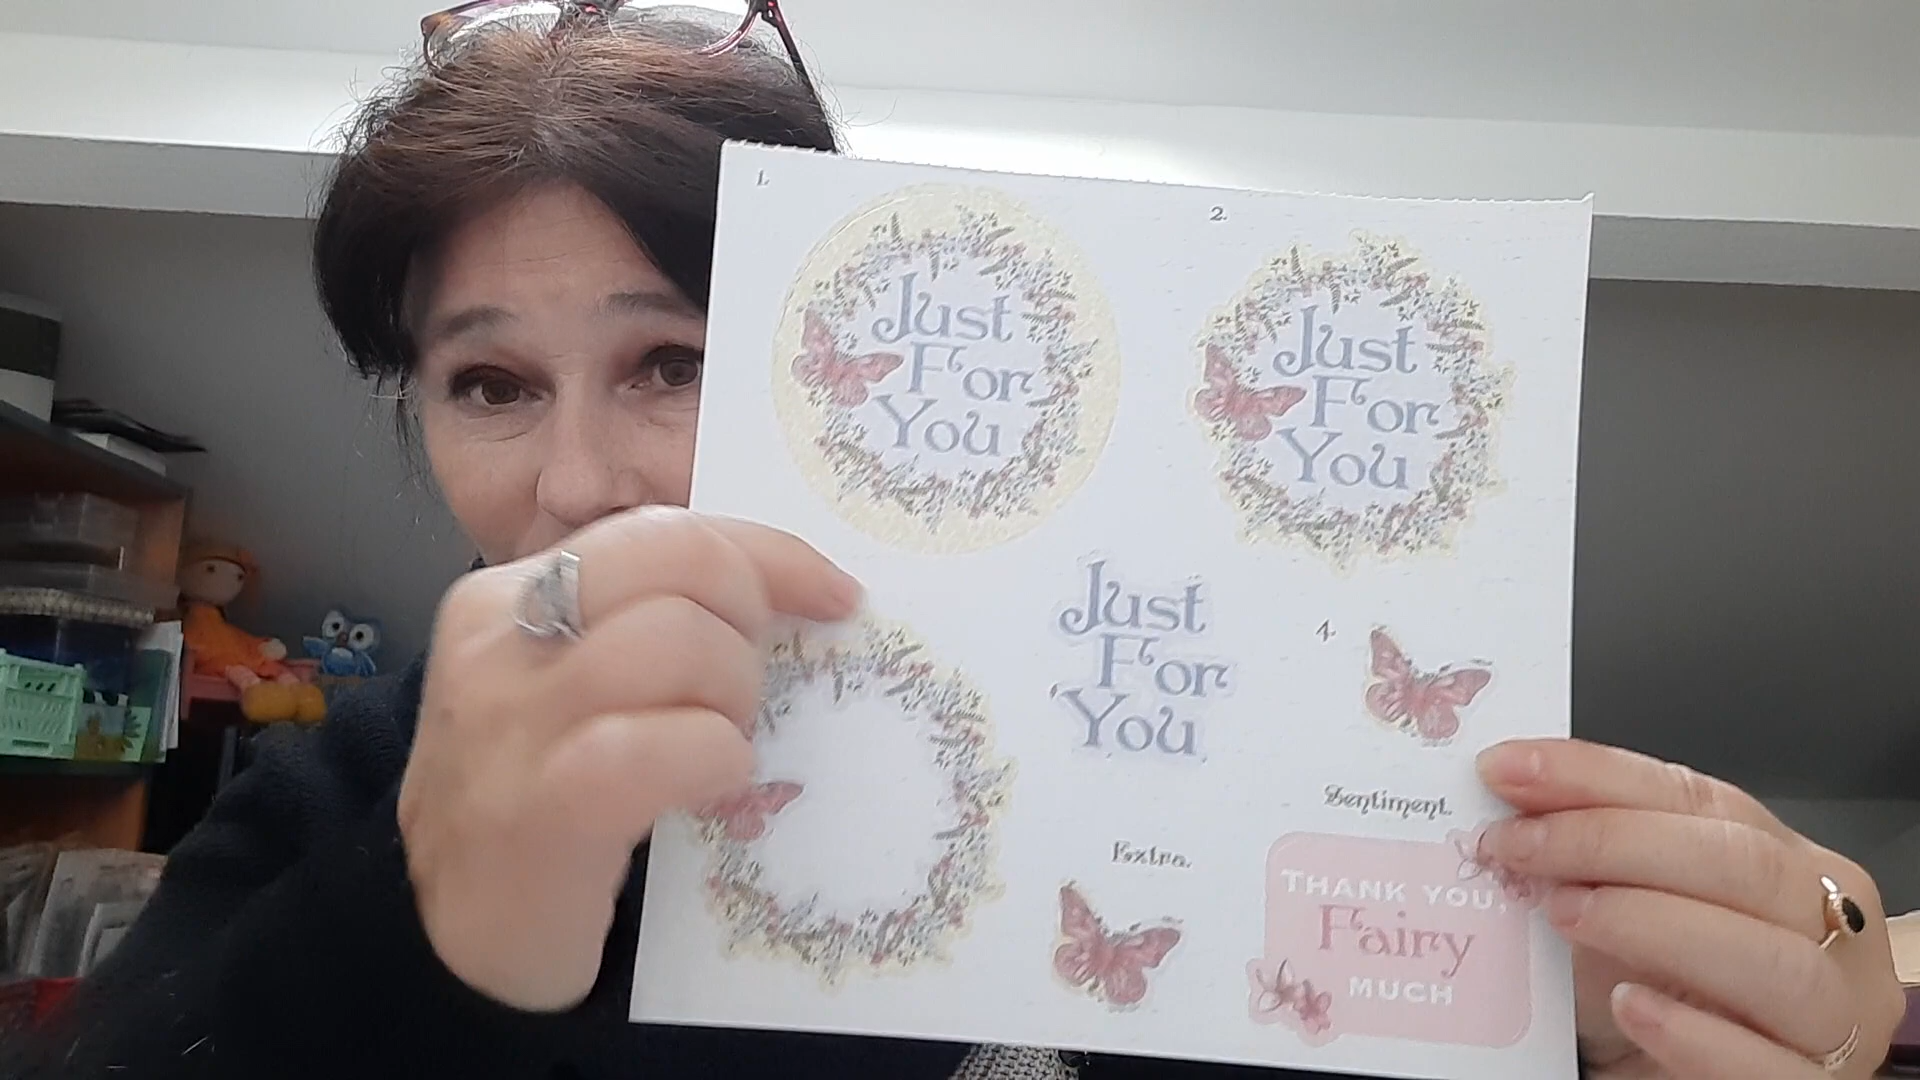 1.
Just
For
You
2.
Just
For
You
Just
For
You
4.
Sentiment.
Extra.
THANK YOU,
Fairy
MUCH